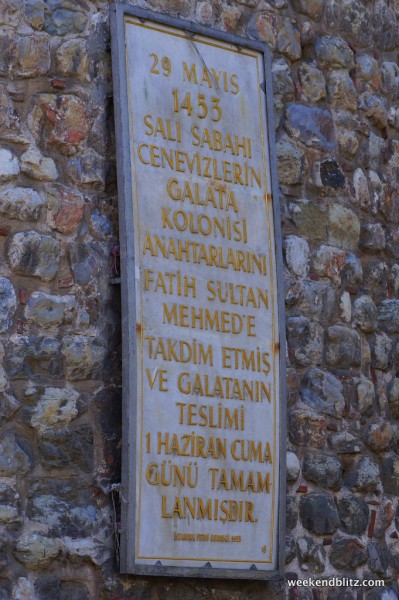 29 MAYIS
1453
SALI SABAHI
CENEVİZLERİN
GALATA
KOLONİSİ
ANAHTARLARINI
FATİH SULTAN
MEHMED'E
TAKDİM ETMİŞ
VE GALATANIN
TESLİMİ
1 HAZİRAN CUMA
GÜNÜ TAMAM
LANMIŞDIR.
weekendblitz.com